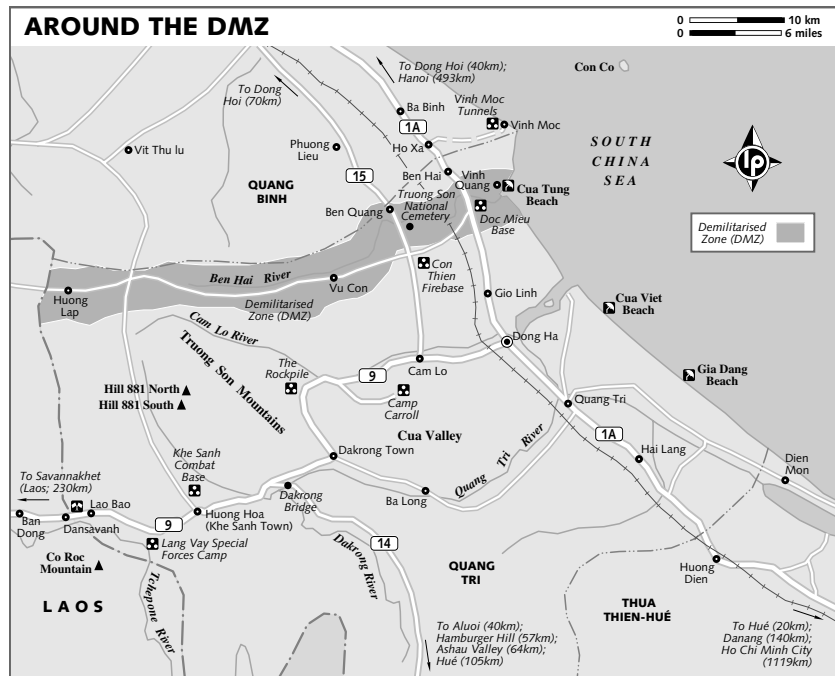 AROUND THE DMZ
0 10 km
0 6 miles
To Dong Hoi (40km);
Hanoi (493km)
Con Co
To Dong
Hoi (70km)
Ba Binh
Vinh Moc
Tunnels
Vinh Moc
1A
Vit Thu lu
Phuong
Lieu
Ho Xa
SOUTH
CHINA
SEA
lp
15
Ben Hai
Vinh
Quang
QUANG
BINH
Truong Son
National
Cemetery
Cua Tung
Beach
Ben Quang
Doc Mieu
Base
Demilitarised
Zone (DMZ)
Con
Thien
Firebase
Ben Hai River
Vu Con
Huong
Lap
Demilitarised
Zone (DMZ)
Gio Linh
Cua Viet
Beach
Cam Lo River
Dong Ha
Truong Son
Mountains
The
Rockpile
Cam Lo
9
Gia Dang
Beach
Hill 881 North
Hill 881 South
Camp
Carroll
Quang Tri
Cua Valley
1A
Khe Sanh
Combat
Base
Dakrong Town
Quang Tri River
Hai Lang
Dien
Mon
To Savannakhet
(Laos; 230km)
Lao Bao
Dakrong
Bridge
Ba Long
Ban
Dong
Dansavanh
9
Huong Hoa
(Khe Sanh Town)
Lang Vay Special
Forces Camp
14
Co Roc
Mountain
Dakrong River
QUANG
TRI
Huong
Dien
LAOS
Tchepone River
THUA
THIEN-HUÉ
To Aluoi (40km);
Hamburger Hill (57km);
Ashau Valley (64km);
Hué (105km)
To Hué (20km);
Danang (140km);
Ho Chi Minh City
(1119km)